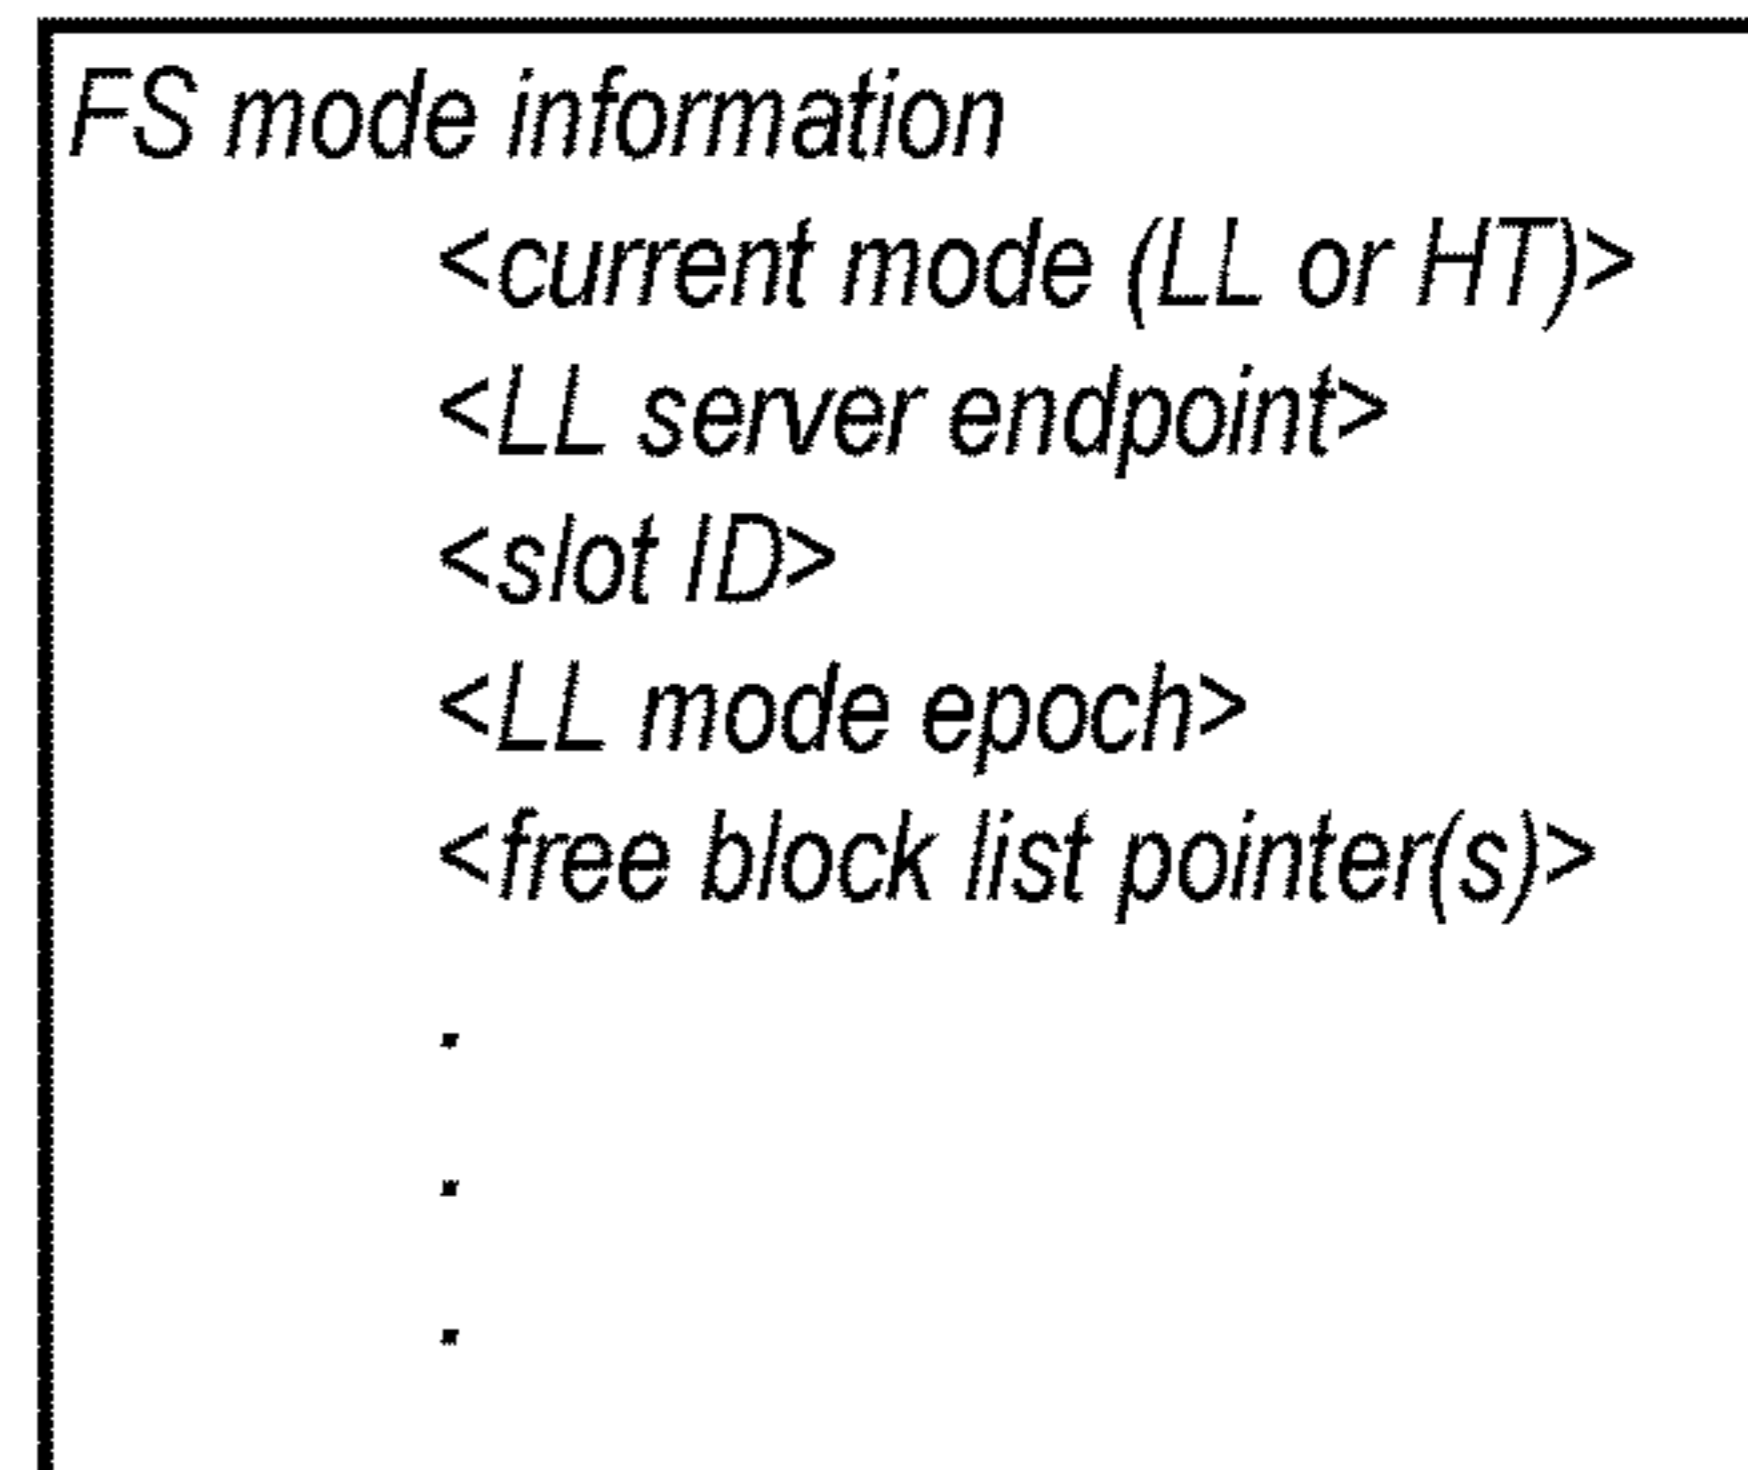 FS mode information
<current mode (LL or HT)>
<LL server endpoint>
<slot ID>
<LL mode epoch>
<free block list pointer(s)>
.
.
.